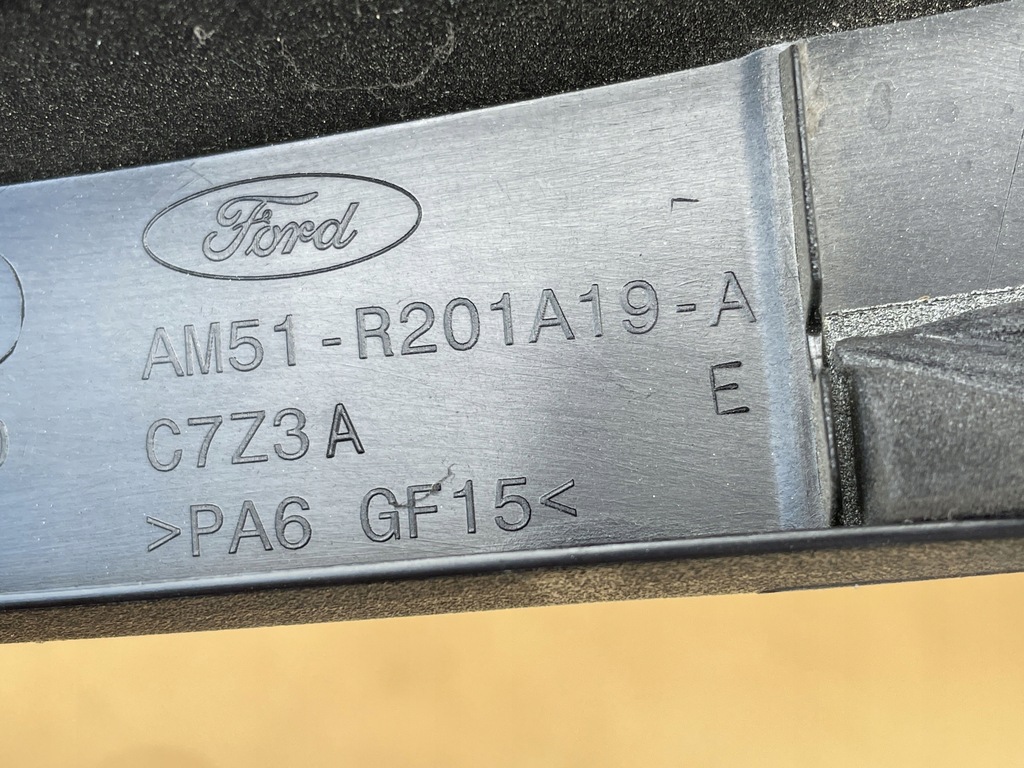 Ford
AM51-R201A19-A
E
C7Z3A
>PA6 GF15<